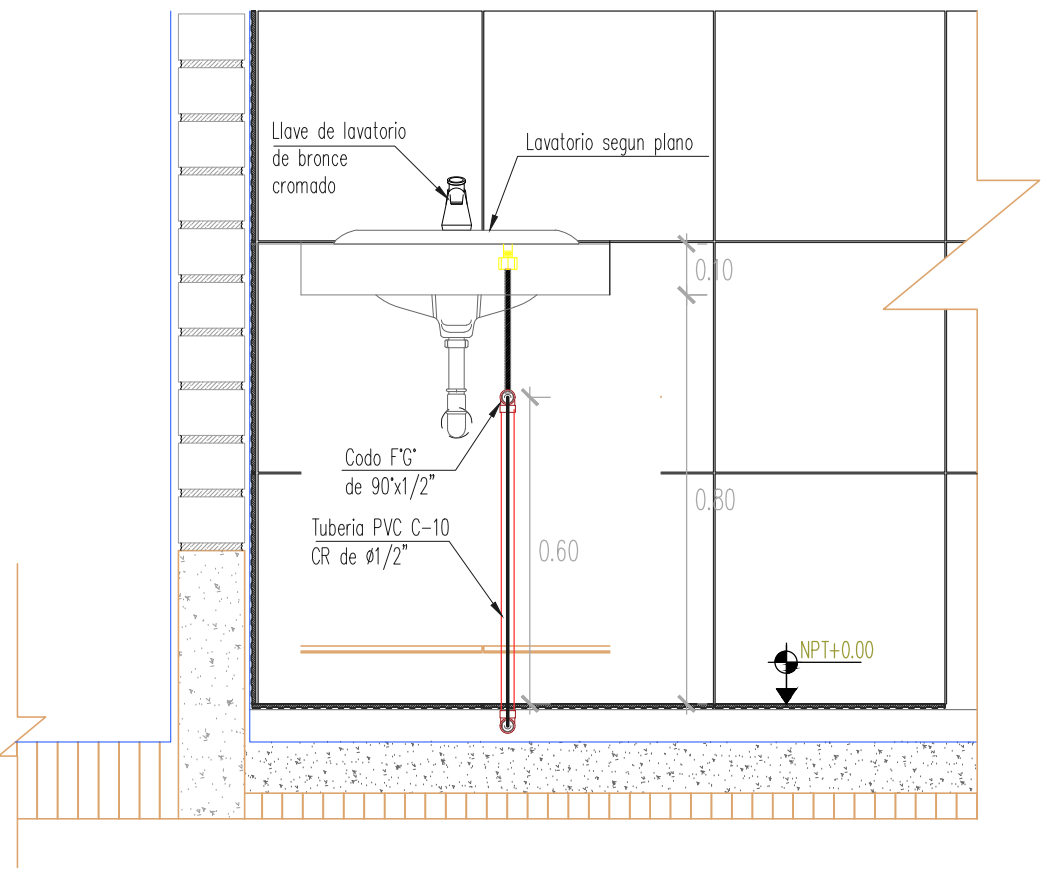 Llave de lavatorio
de bronce
cromado
Lavatorio segun plano
0.10
Codo F°G°
de 90°x1/2"
0.80
Tuberia PVC C-10
CR de ø1/2"
0.60
NPT+0.00